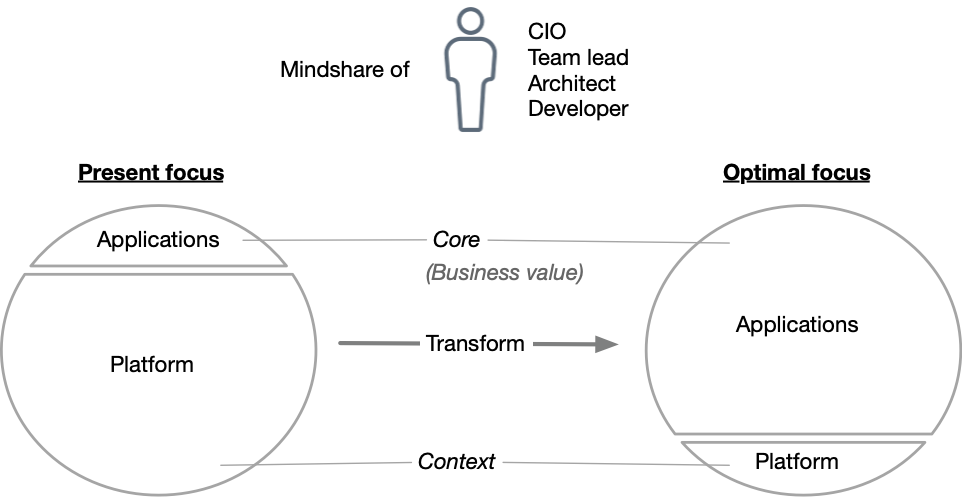 Mindshare of
CIO
Team lead
Architect
Developer
Present focus
Optimal focus
Applications
Core
(Business value)
Applications
Transform
Platform
Context
Platform